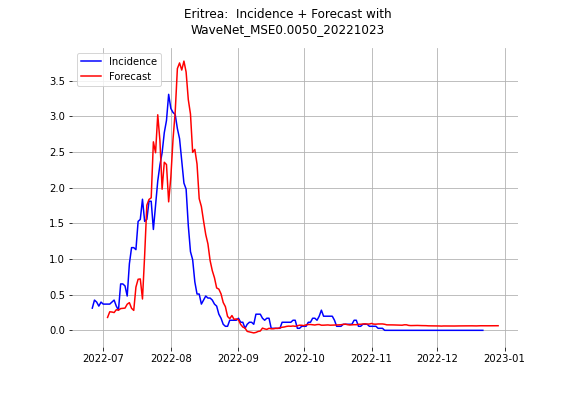 Eritrea:  Incidence + Forecast with
WaveNet_MSE0.0050_20221023
Incidence
Forecast
3.5
3.0
2.5
2.0
1.5
1.0
0.5
0.0
2022-07 2022-08 2022-09 2022-10 2022-11 2022-12 2023-01